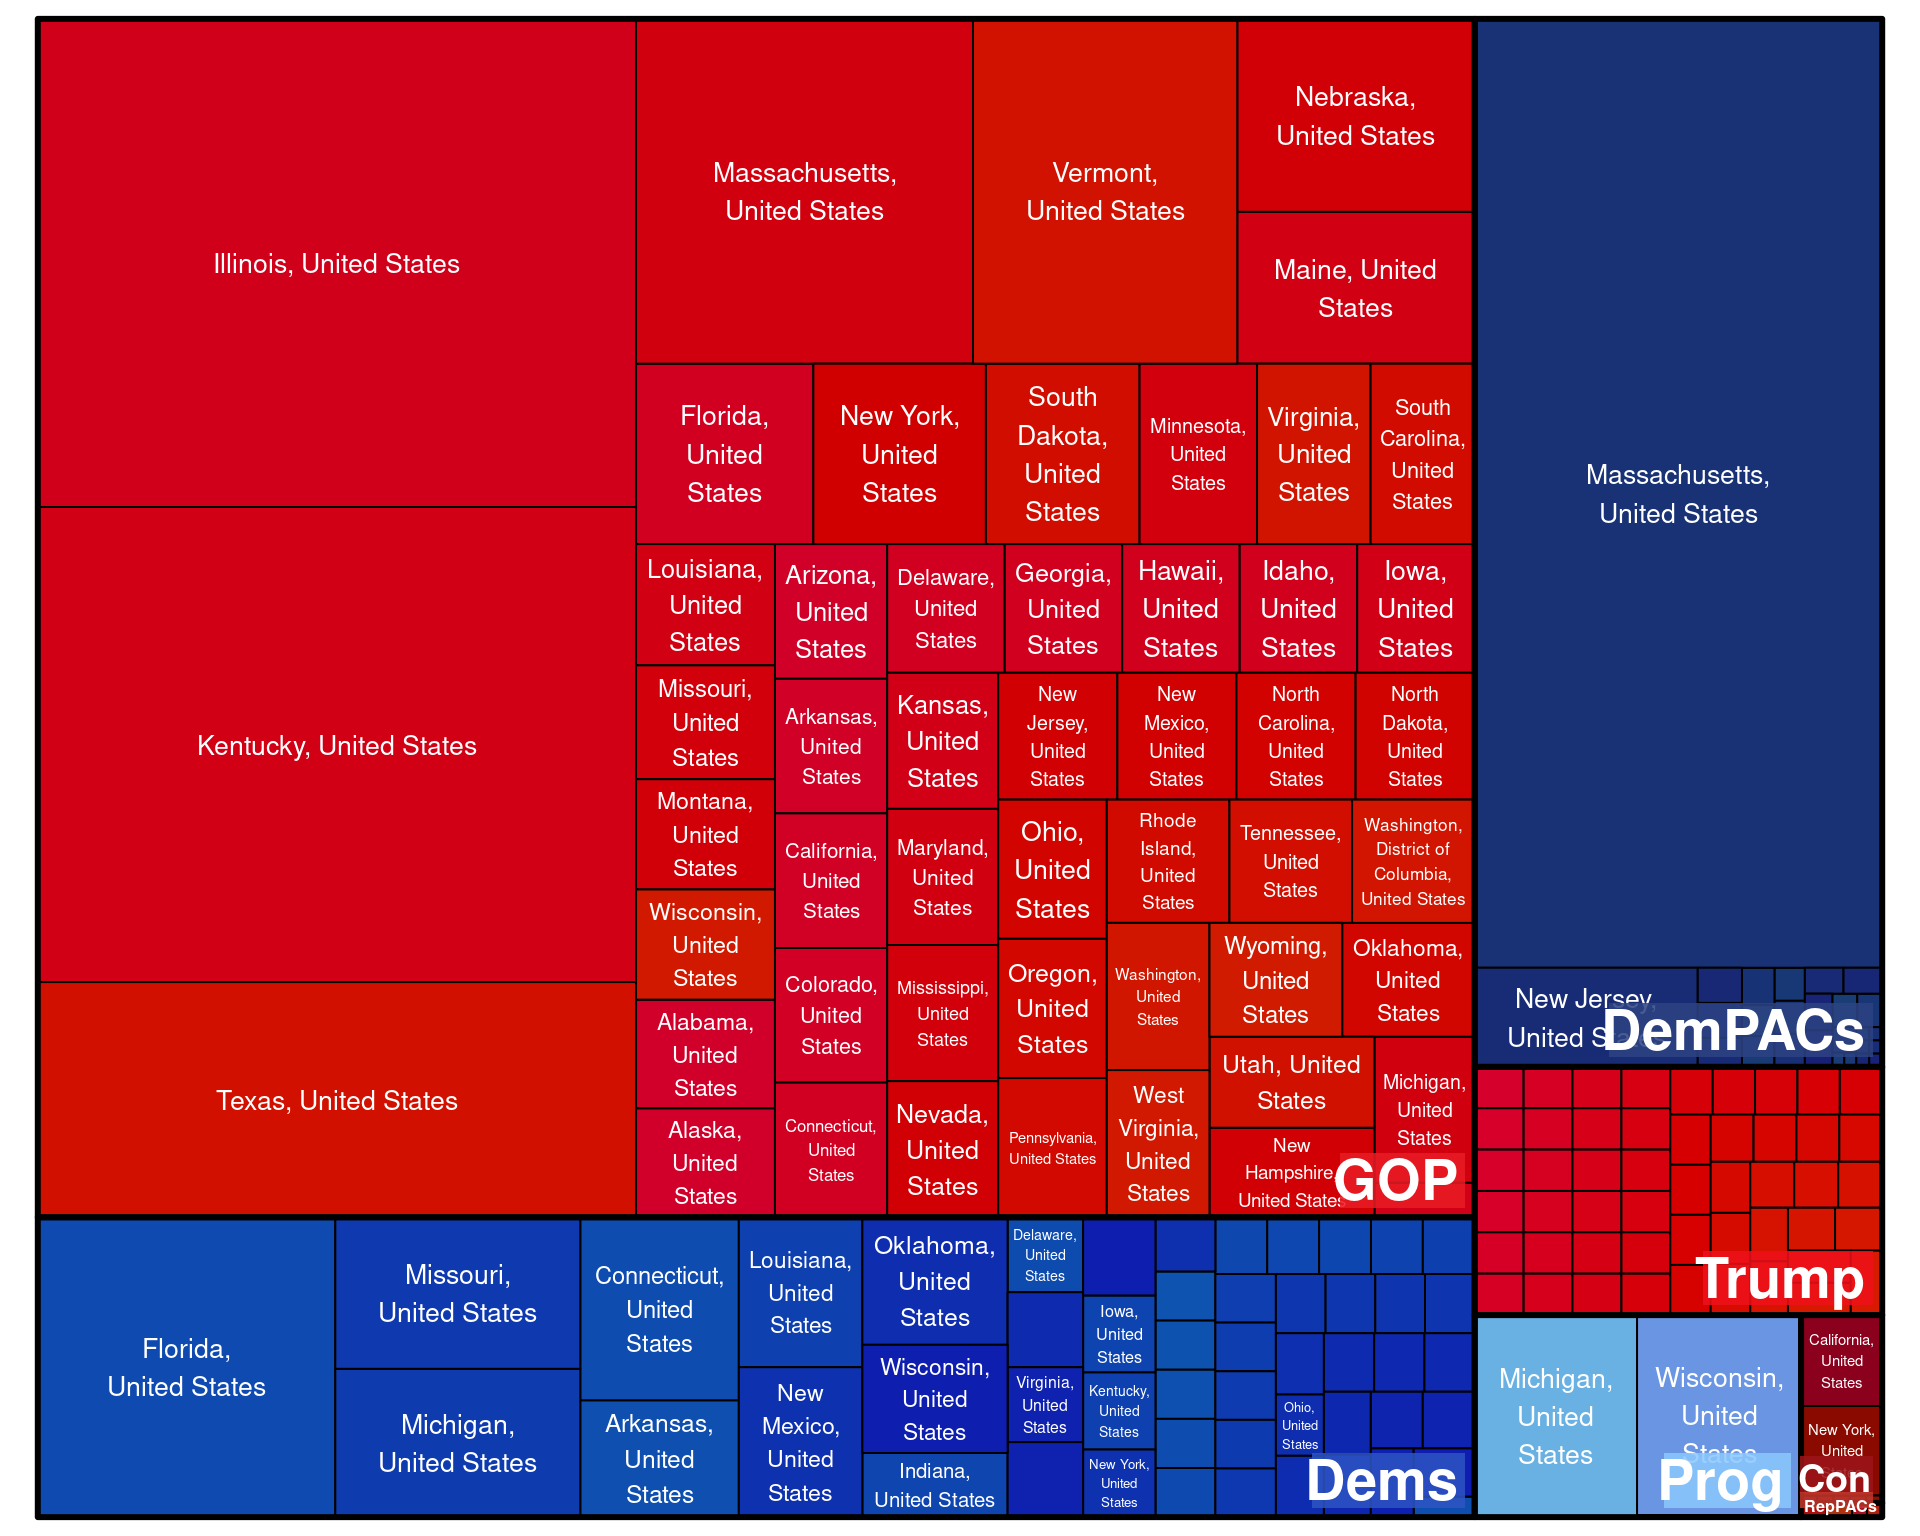 Illinois, United States
Kentucky, United States
Texas, United States
Massachusetts,
United States
Vermont,
United States
Nebraska,
United States
Maine, United
States
Florida,
United
States
New York,
United
States
South
Dakota,
United
States
Minnesota,
United
States
Virginia,
United
States
South
Carolina,
United
States
Louisiana,
United
States
Missouri,
United
States
Montana,
United
States
Wisconsin,
United
States
Alabama,
United
States
Alaska,
United
States
Arizona,
United
States
Arkansas,
United
States
California,
United
States
Colorado,
United
States
Connecticut,
United
States
Delaware,
United
States
Georgia,
United
States
Hawaii,
United
States
Idaho,
United
States
Iowa,
United
States
Kansas,
United
States
Maryland,
United
States
Mississippi,
United
States
Nevada,
United
States
New
Jersey,
United
States
New
Mexico,
United
States
North
Carolina,
United
States
North
Dakota,
United
States
Ohio,
United
States
Oregon,
United
States
Pennsylvania,
United States
Rhode
Island,
United
States
Tennessee,
United
States
Washington,
District of
Columbia,
United States
Washington,
United
States
West
Virginia,
United
States
Wyoming,
United
States
Oklahoma,
United
States
Utah, United
States
New
Hampshire,
United States
Michigan,
United
States
GOP
Massachusetts,
United States
New Jersey,
United States
DemPACs
Trump
Florida,
United States
Missouri,
United States
Michigan,
United States
Connecticut,
United
States
Arkansas,
United
States
Louisiana,
United
States
New
Mexico,
United
States
Oklahoma,
United
States
Wisconsin,
United
States
Indiana,
United States
Delaware,
United
States
Virginia,
United
States
Iowa,
United
States
Kentucky,
United
States
New York,
United
States
Ohio,
United
States
Dems
Michigan,
United
States
Wisconsin,
United
States
Prog
California,
United
States
New York,
United
States
Con
RepPACs